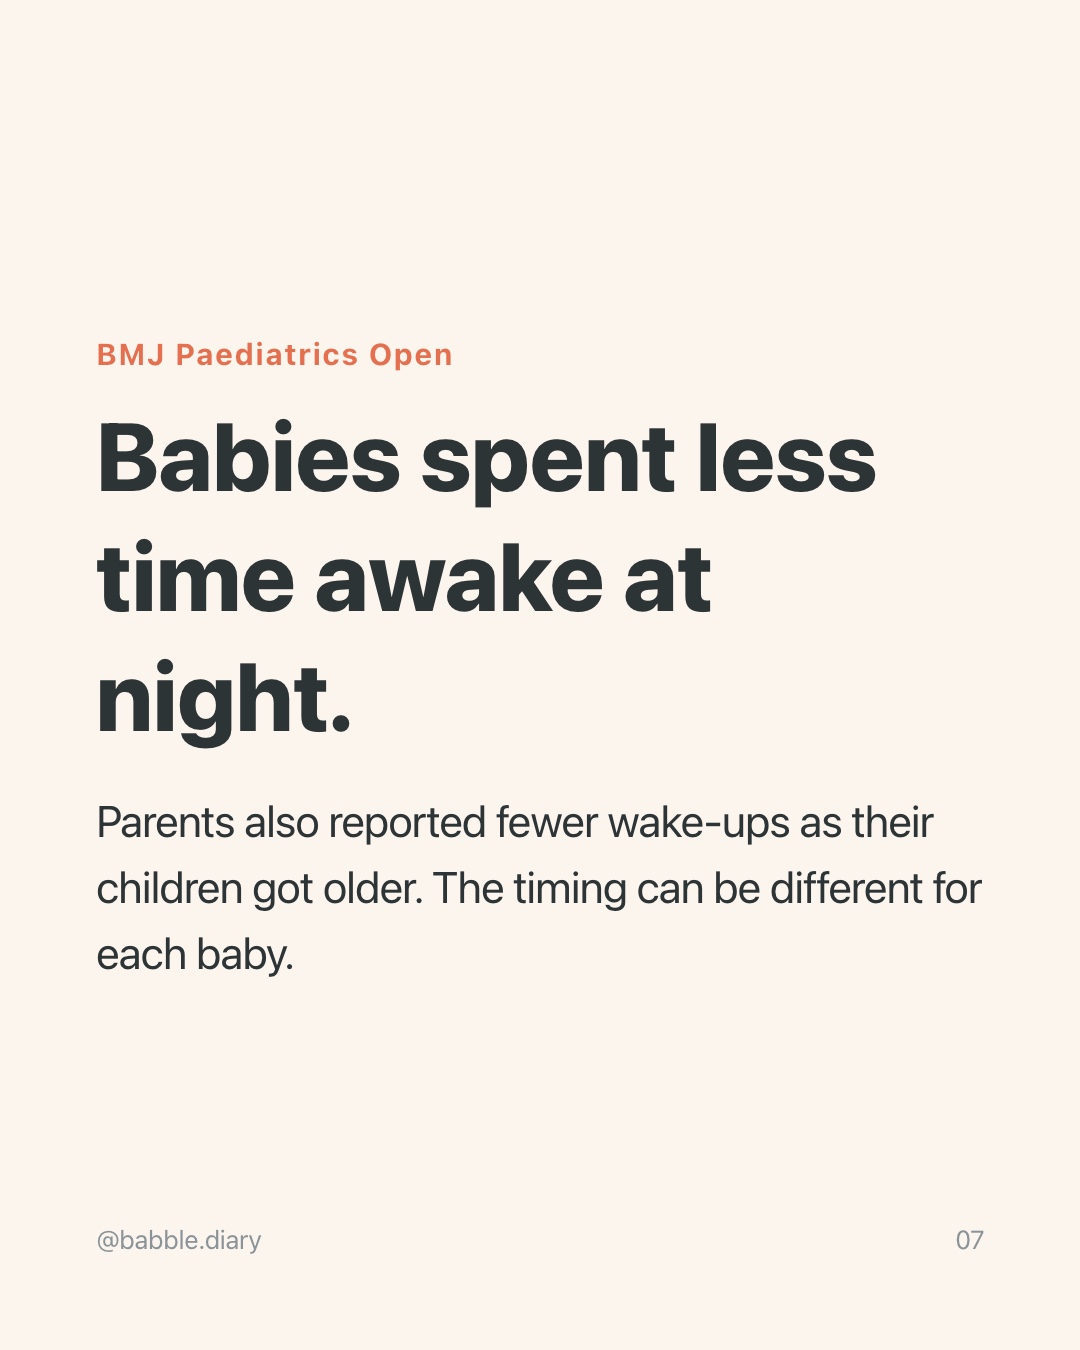 BMJ Paediatrics Open
Babies spent less
time awake at
night.
Parents also reported fewer wake-ups as their
children got older. The timing can be different for
each baby.
@babble.diary
07